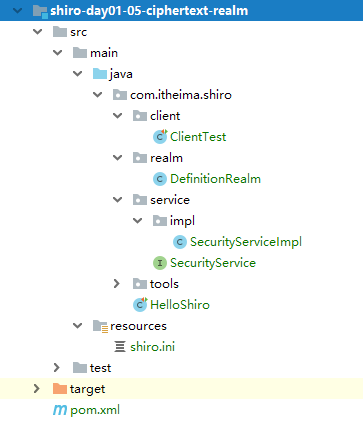 shiro-day01-05-ciphertext-realm
src
main
java
com.itheima.shiro
client
ClientTest
realm
DefinitionRealm
service
impl
SecurityServiceImpl
SecurityService
tools
HelloShiro
resources
shiro.ini
test
target
pom.xml